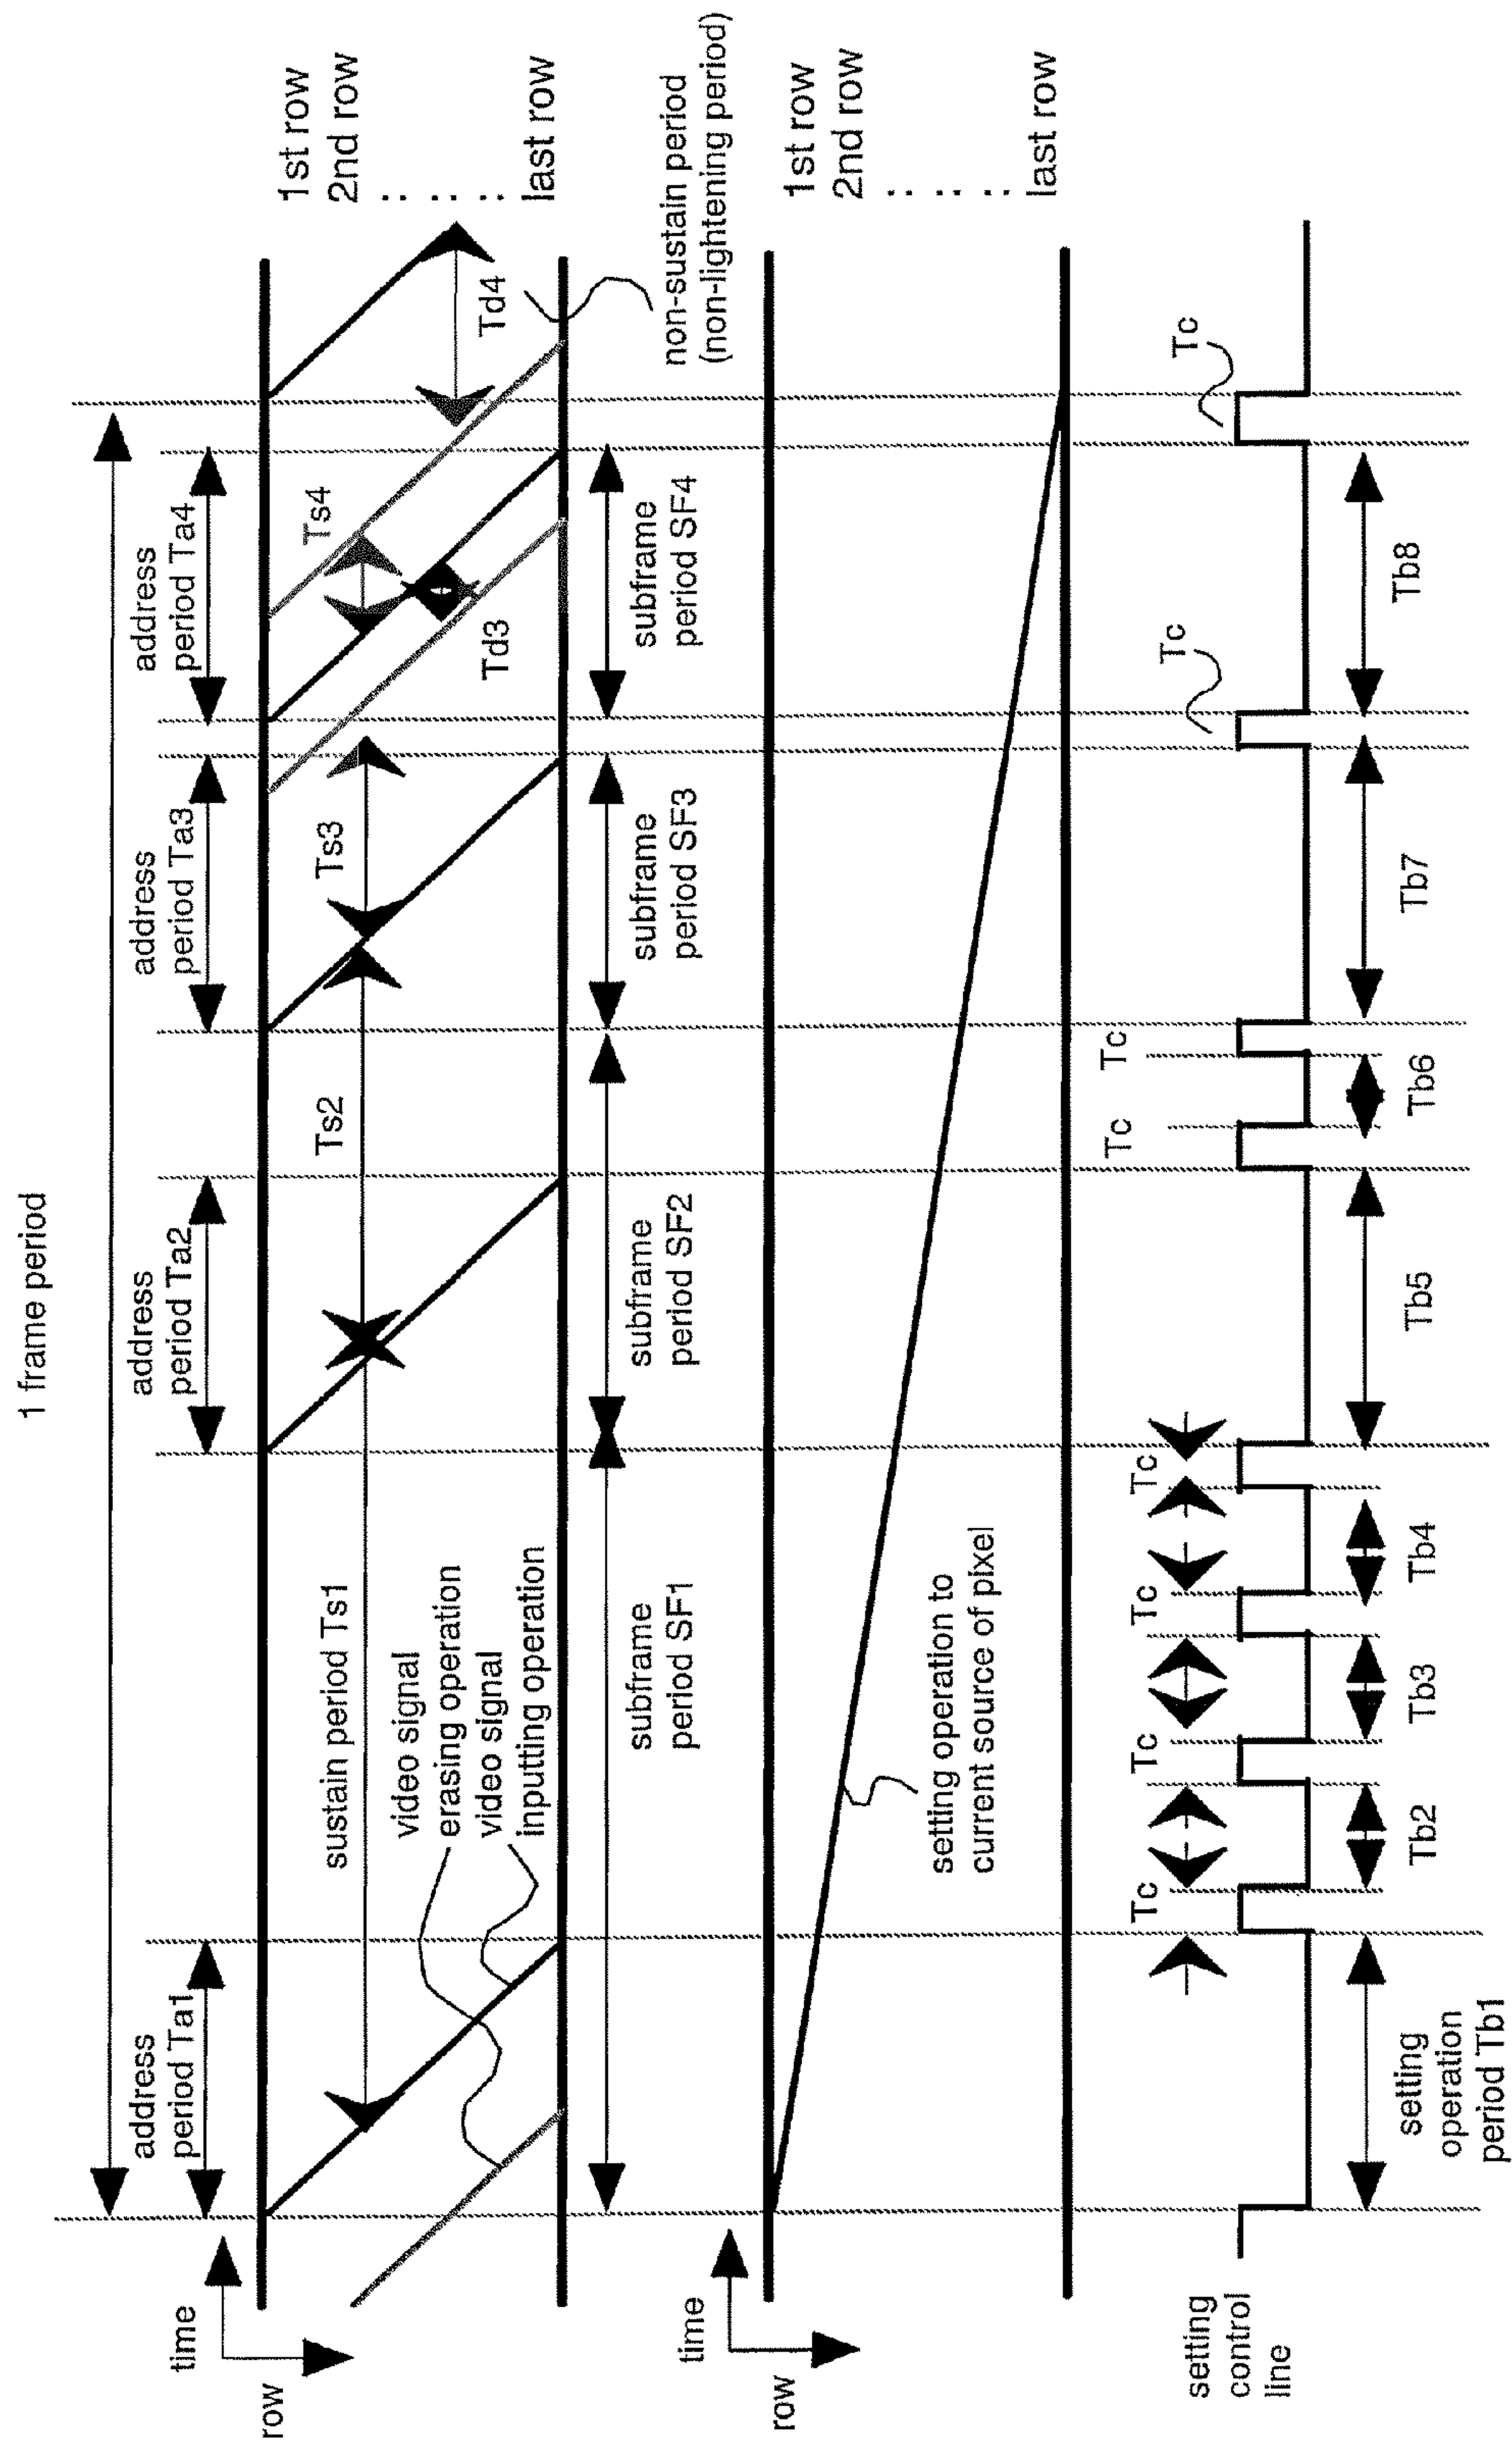 1 frame period
address
period Ta1
address
period Ta2
address
period Ta3
address
period Ta4
time
row
sustain period Ts1
Ts2
Ts3
Ts4
video signal
erasing operation
video signal
inputing operation
Td3
Td4
1st row
2nd row
last row
subframe
period SF1
subframe
period SF2
subframe
period SF3
subframe
period SF4
non-sustain period
(non-lightening period)
time
row
1st row
2nd row
last row
setting operation to
current source of pixel
setting
control
line
Tc
Tc
Tc
Tc
Tc
Tc
Tc
Tc
setting
operation
period Tb1
Tb2
Tb3
Tb4
Tb5
Tb6
Tb7
Tb8